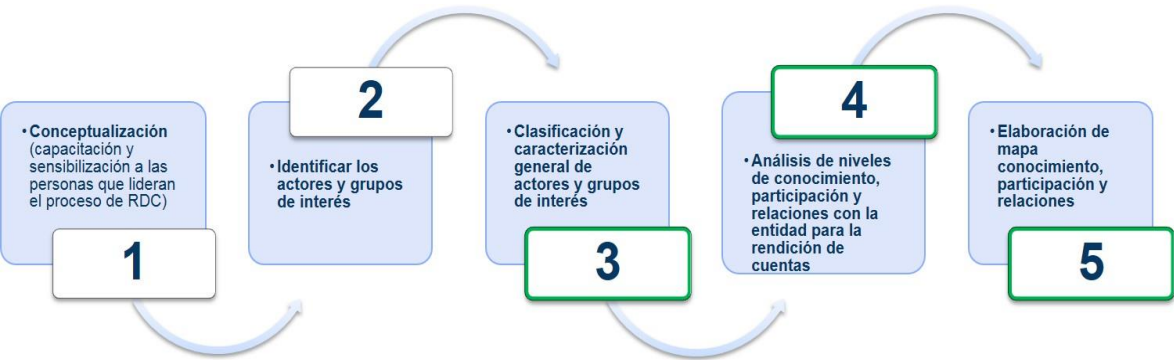 • Conceptualización
(capacitación y
sensibilización a las
personas que lideran
el proceso de RDC)
1
2
• Identificar los
actores y grupos
de interés
• Clasificación y
caracterización
general de
actores y grupos
de interés
3
4
• Análisis de niveles
de conocimiento,
participación y
relaciones con la
entidad para la
rendición de
cuentas
• Elaboración de
mapa
conocimiento,
participación y
relaciones
5